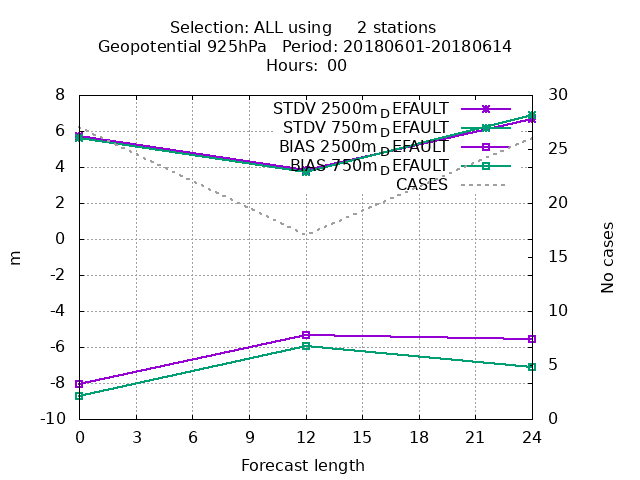 Selection: ALL using 2 stations
Geopotential 925hPa Period: 20180601-20180614
Hours: 00
8
6
4
2
0
-2
-4
-6
-8
-10
m
30
25
20
15
10
5
0
No cases
STDV 2500m_DEFAULT
STDV 750m_DEFAULT
BIAS 2500m_DEFAULT
BIAS 750m_DEFAULT
CASES
0 3 6 9 12 15 18 21 24
Forecast length